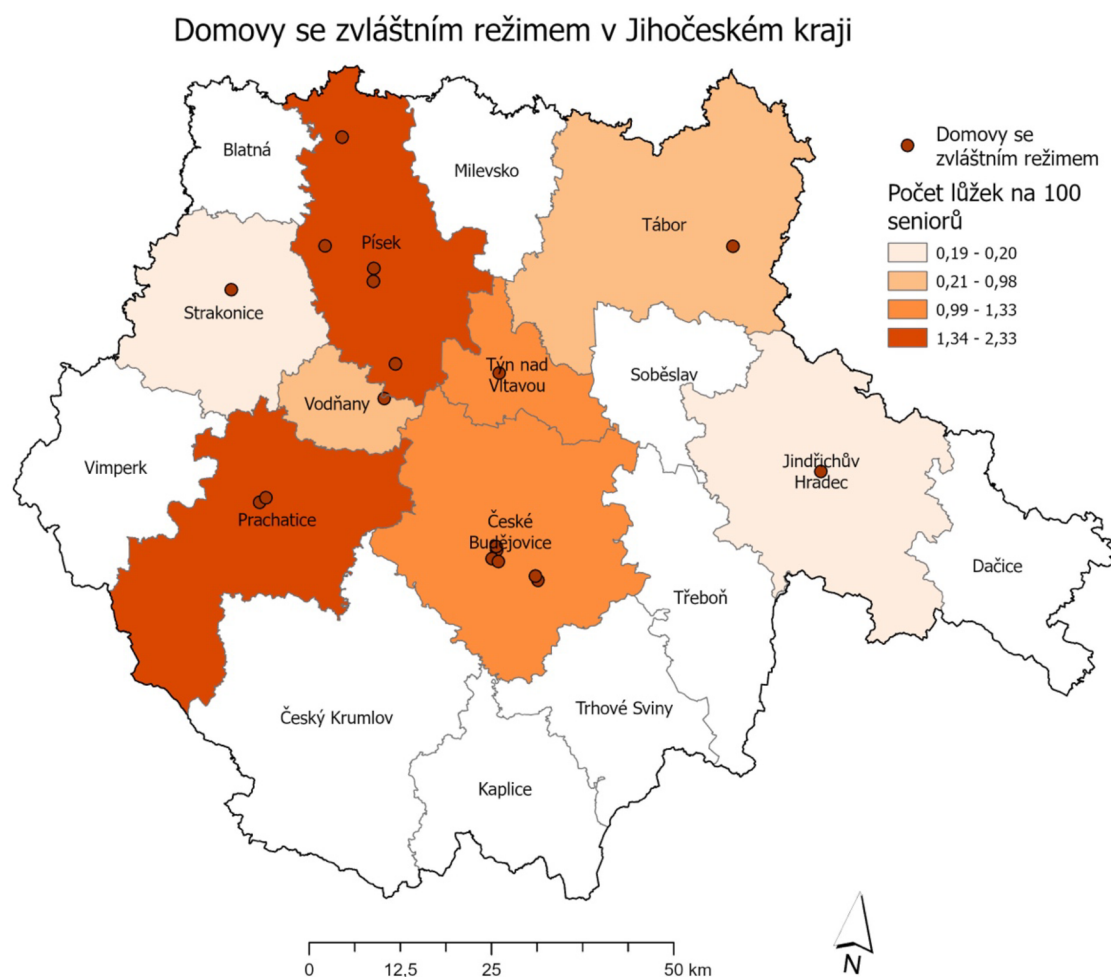 Domovy se zvláštním režimem v Jihočeském kraji
Blatná
Milevsko
Domovy se
zvláštním režimem
Počet lůžek na 100
seniorů
0,19 - 0,20
0,21 - 0,98
0,99 - 1,33
1,34 - 2,33
Tábor
Písek
Strakonice
Týn nad
Vltavou
Soběslav
Vodňany
Vimperk
Jindřichův
Hradec
Prachatice
České
Budějovice
Dačice
Třeboň
Český Krumlov
Trhové Sviny
Kaplice
N
0
12,5
25
50 km